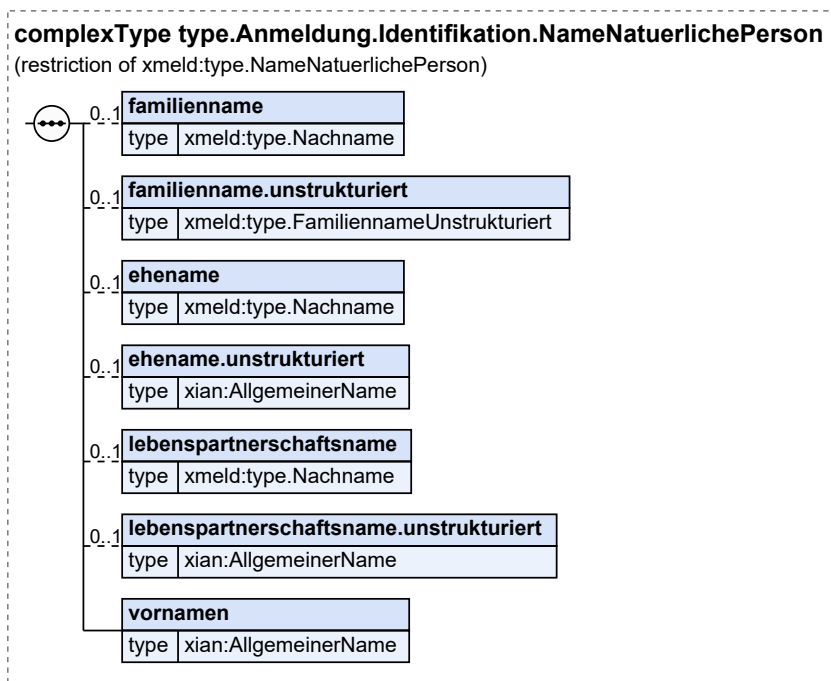 complexType type.Anmeldung.Identifikation.NameNatuerlichePerson
(restriction of xmeld:type.NameNatuerlichePerson)
0..1 familienname
type xmeld:type.Nachname
0..1 familienname.unstrukturiert
type xmeld:type.FamiliennameUnstrukturiert
0..1 ehename
type xmeld:type.Nachname
0..1 ehename.unstrukturiert
type xian:AllgemeinerName
0..1 lebenspartnerschaftsname
type xmeld:type.Nachname
0..1 lebenspartnerschaftsname.unstrukturiert
type xian:AllgemeinerName
vornamen
type xian:AllgemeinerName